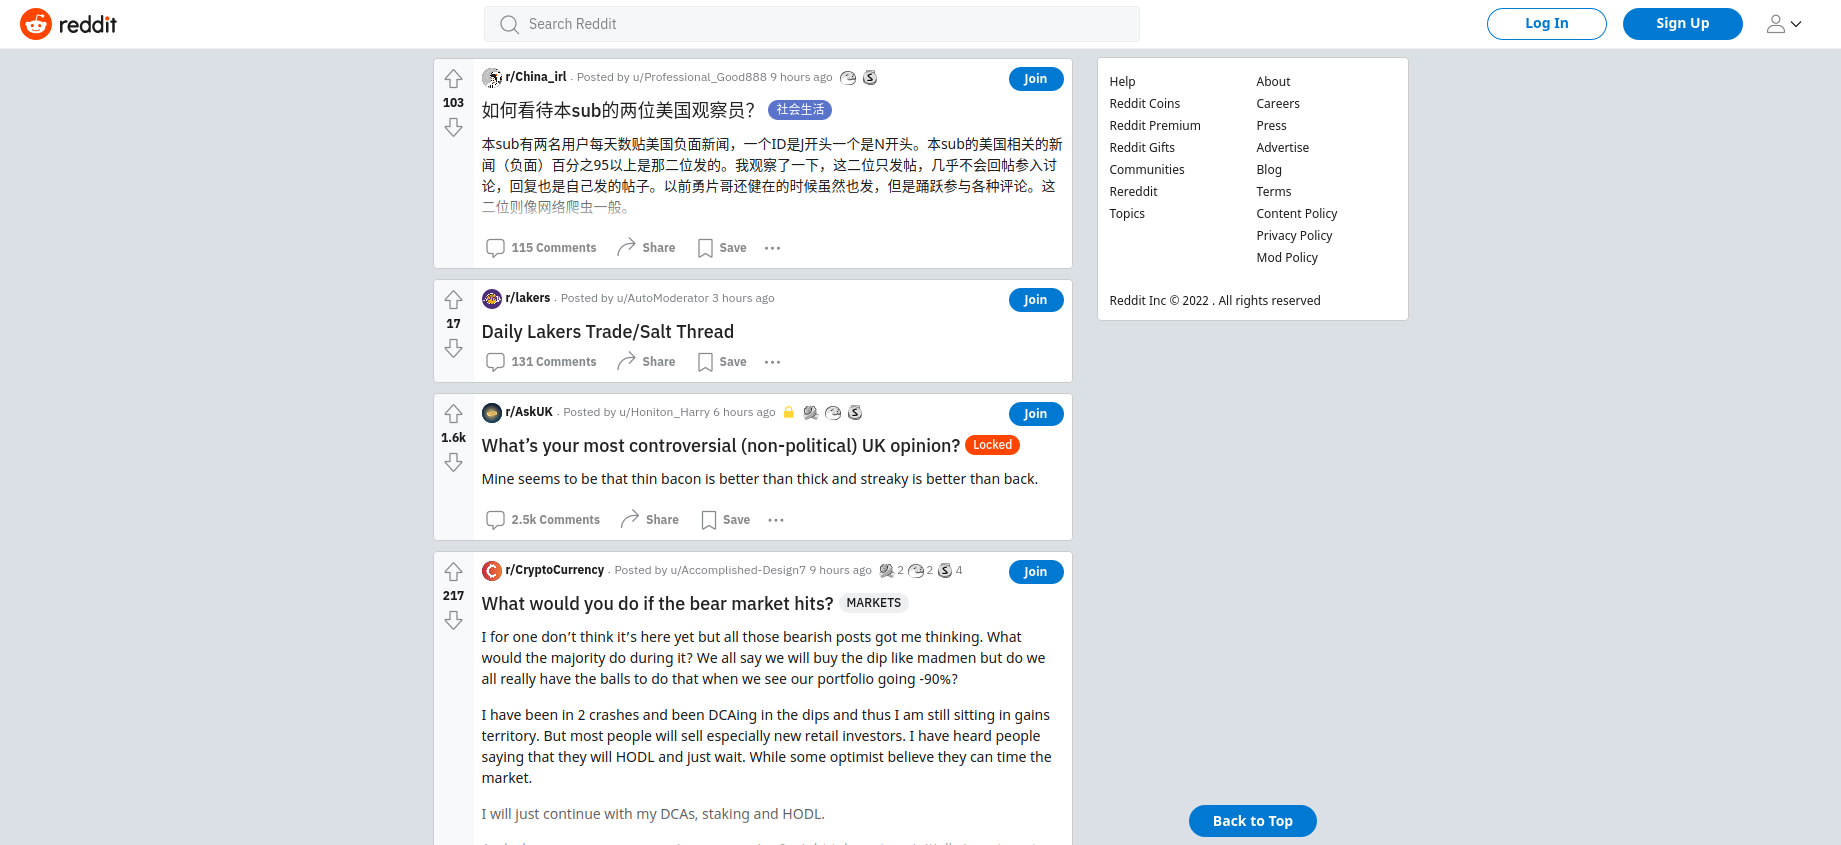 reddit
Search Reddit
Log In
Sign Up
r/China_irl · Posted by u/Professional_Good888 9 hours ago
Join
103
如何看待本sub的两位美国观察员？ 社会生活
本sub有两名用户每天数贴美国负面新闻，一个ID是J开头一个是N开头。本sub的美国相关的新
闻（负面）百分之95以上是那二位发的。我观察了一下，这二位只发帖，几乎不会回帖参入讨
论，回复也是自己发的帖子。以前勇片哥还健在的时候虽然也发，但是踊跃参与各种评论。这
二位则像网络爬虫一般。
115 Comments Share Save
r/lakers · Posted by u/AutoModerator 3 hours ago
Join
17
Daily Lakers Trade/Salt Thread
131 Comments Share Save
r/AskUK · Posted by u/Honiton_Harry 6 hours ago
Join
1.6k
What's your most controversial (non-political) UK opinion? Locked
Mine seems to be that thin bacon is better than thick and streaky is better than back.
2.5k Comments Share Save
r/CryptoCurrency · Posted by u/Accomplished-Design7 9 hours ago 2 2 4
Join
217
What would you do if the bear market hits? MARKETS
I for one don't think it's here yet but all those bearish posts got me thinking. What
would the majority do during it? We all say we will buy the dip like madmen but do we
all really have the balls to do that when we see our portfolio going -90%?
I have been in 2 crashes and been DCAing in the dips and thus I am still sitting in gains
territory. But most people will sell especially new retail investors. I have heard people
saying that they will HODL and just wait. While some optimist believe they can time the
market.
I will just continue with my DCAs, staking and HODL.
Help
Reddit Coins
Reddit Premium
Reddit Gifts
Communities
Rereddit
Topics
About
Careers
Press
Advertise
Blog
Terms
Content Policy
Privacy Policy
Mod Policy
Reddit Inc © 2022 . All rights reserved
Back to Top